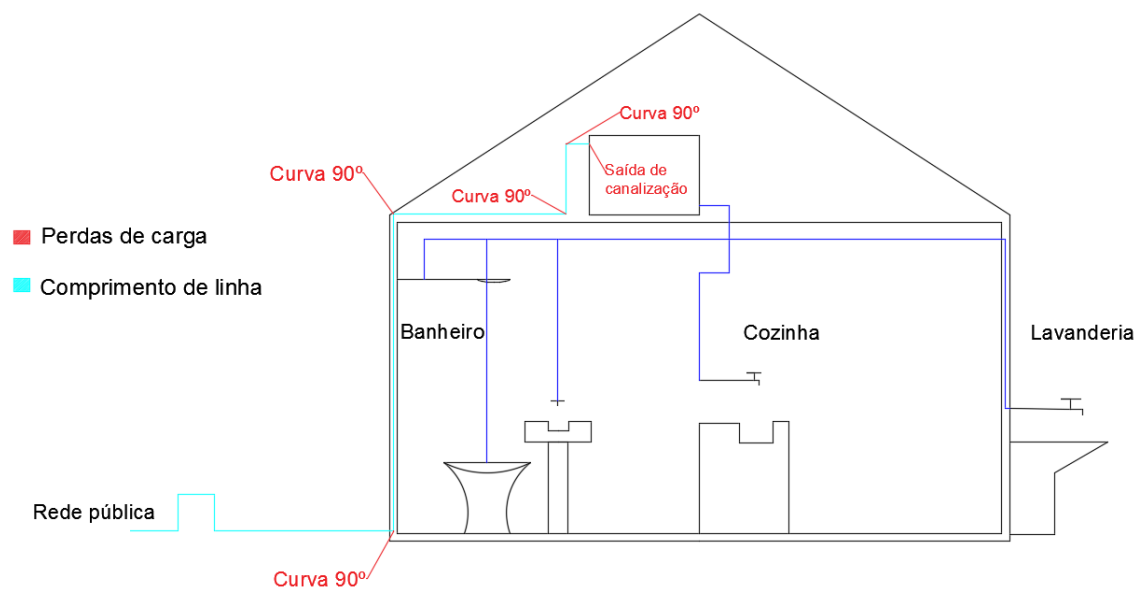 Curva 90º
Curva 90º
Saída de
canalização
Curva 90º
Perdas de carga
Comprimento de linha
Banheiro
Cozinha
Lavanderia
Rede pública
Curva 90º